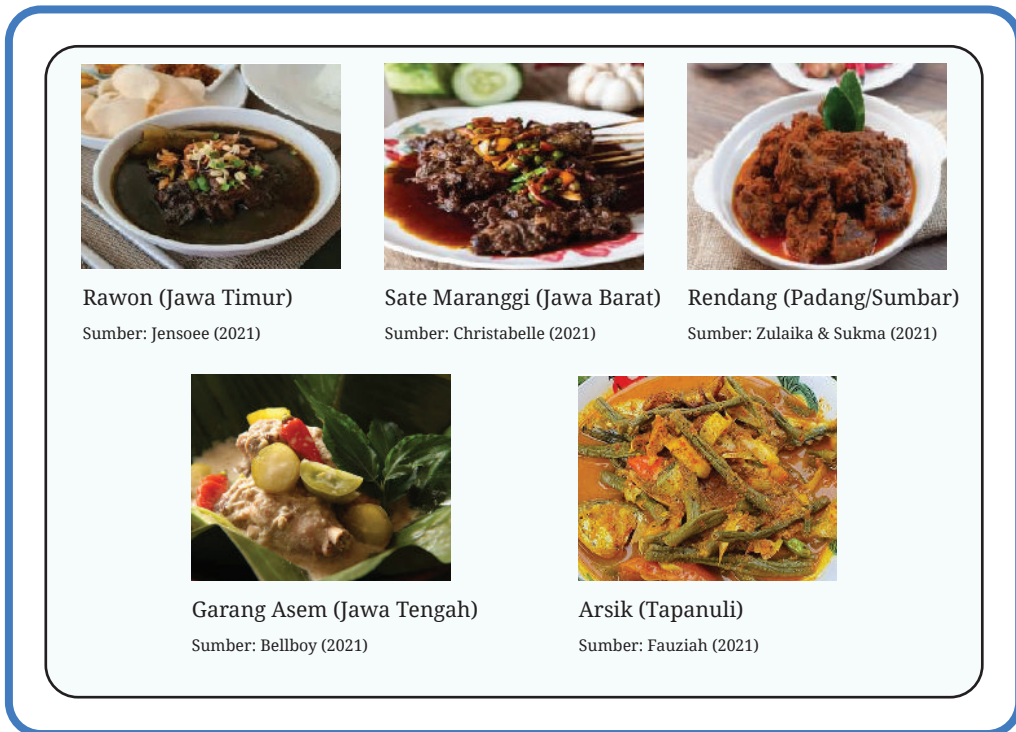 Rawon (Jawa Timur)
Sumber: Jensoee (2021)
Sate Maranggi (Jawa Barat)
Sumber: Christabelle (2021)
Rendang (Padang/Sumbar)
Sumber: Zulaika & Sukma (2021)
Garang Asem (Jawa Tengah)
Sumber: Bellboy (2021)
Arsik (Tapanuli)
Sumber: Fauziah (2021)